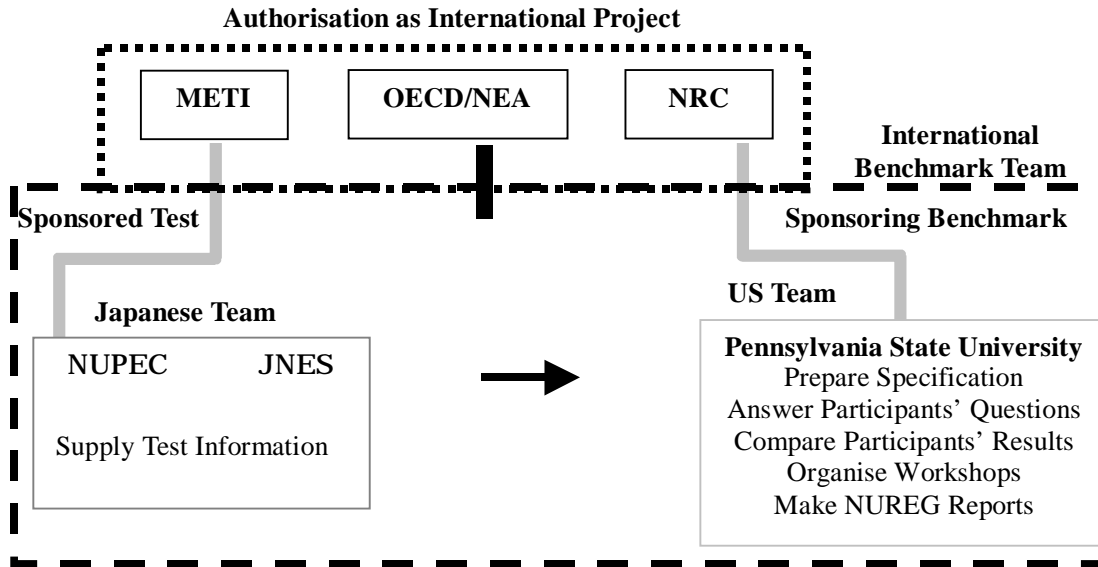 Authorisation as International Project
METI
OECD/NEA
NRC
International
Benchmark Team
Sponsored Test
Sponsoring Benchmark
Japanese Team
NUPEC JNES
Supply Test Information
US Team
Pennsylvania State University
Prepare Specification
Answer Participants’ Questions
Compare Participants’ Results
Organise Workshops
Make NUREG Reports